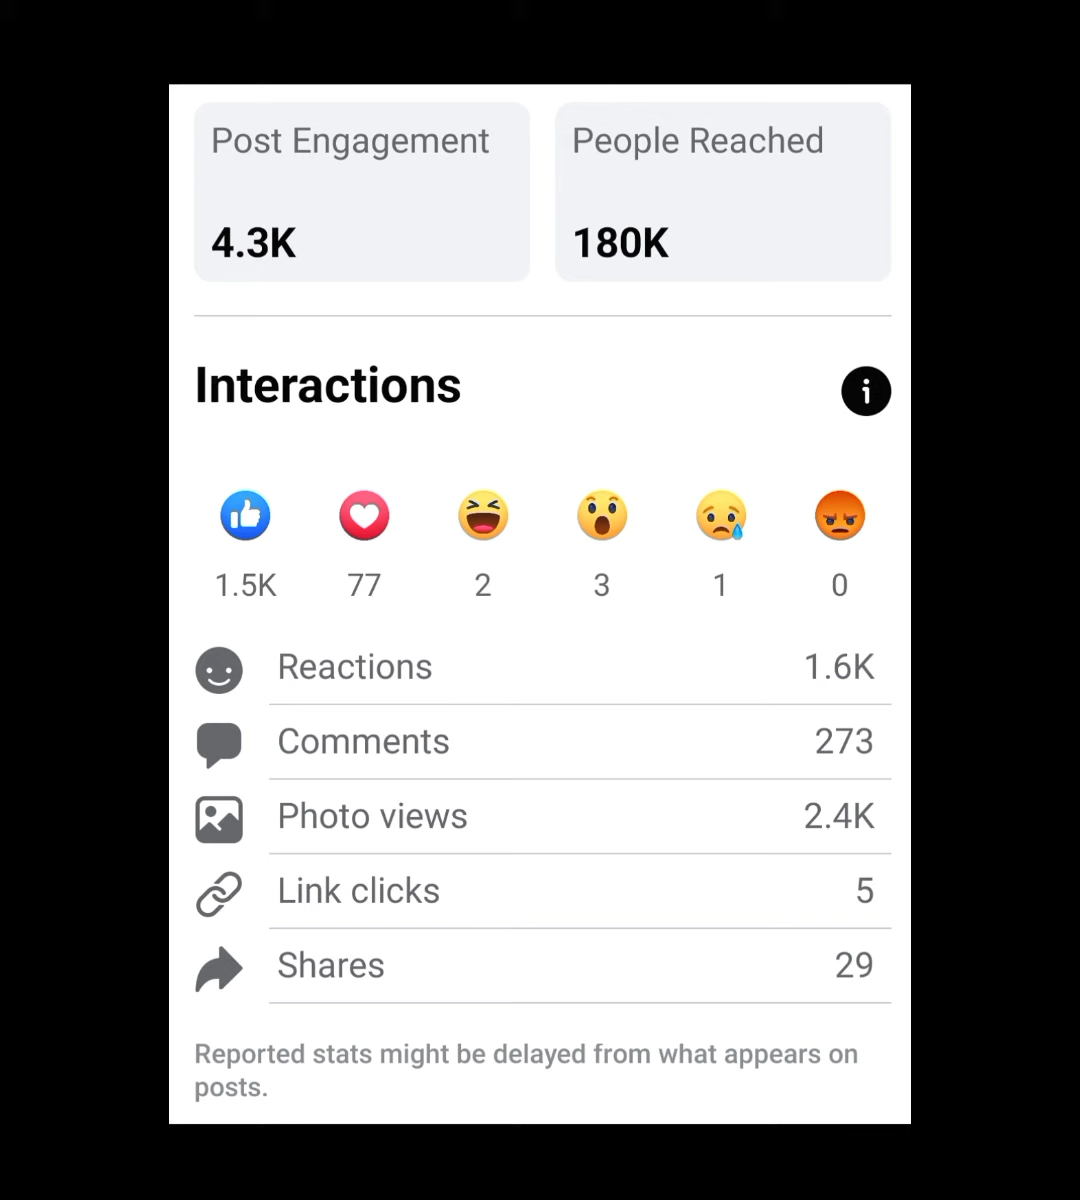 Post Engagement
People Reached
4.3K
180K
Interactions
1.5K 77 2 3 1 0
Reactions 1.6K
Comments 273
Photo views 2.4K
Link clicks 5
Shares 29
Reported stats might be delayed from what appears on
posts.